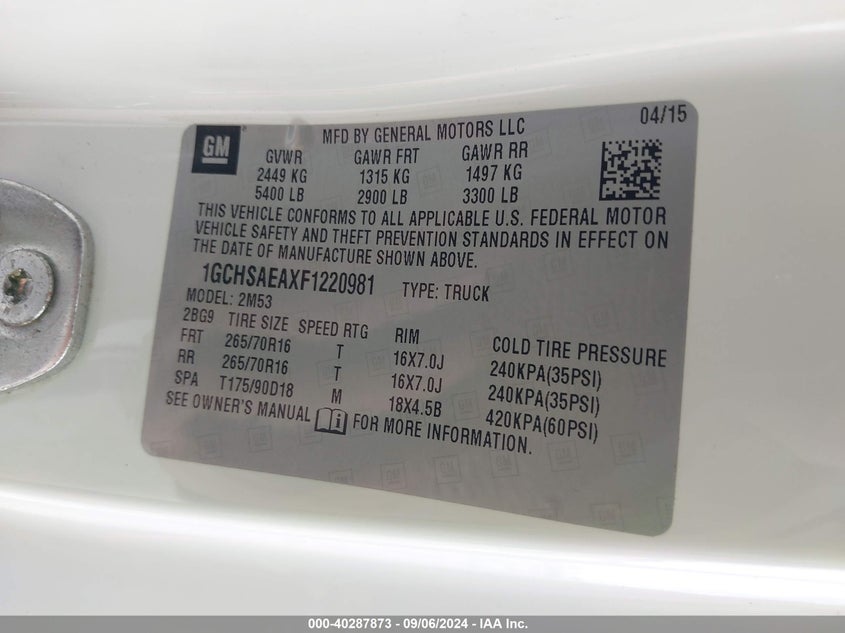 04/15
GM
MFD BY GENERAL MOTORS LLC
GVWR GAWR FRT GAWR RR
2449 KG 1315 KG 1497 KG
5400 LB 2900 LB 3300 LB
THIS VEHICLE CONFORMS TO ALL APPLICABLE U.S. FEDERAL MOTOR
VEHICLE SAFETY AND THEFT PREVENTION STANDARDS IN EFFECT ON
THE DATE OF MANUFACTURE SHOWN ABOVE.
1GCHSAEAXF1220981 TYPE: TRUCK
MODEL: 2M53
2BG9 TIRE SIZE SPEED RTG RIM COLD TIRE PRESSURE
FRT 265/70R16 T 16X7.0J 240KPA(35PSI)
RR 265/70R16 T 16X7.0J 240KPA(35PSI)
SPA T175/90D18 M 18X4.5B 420KPA(60PSI)
SEE OWNER'S MANUAL FOR MORE INFORMATION.
000-40287873 - 09/06/2024 - IAA Inc.